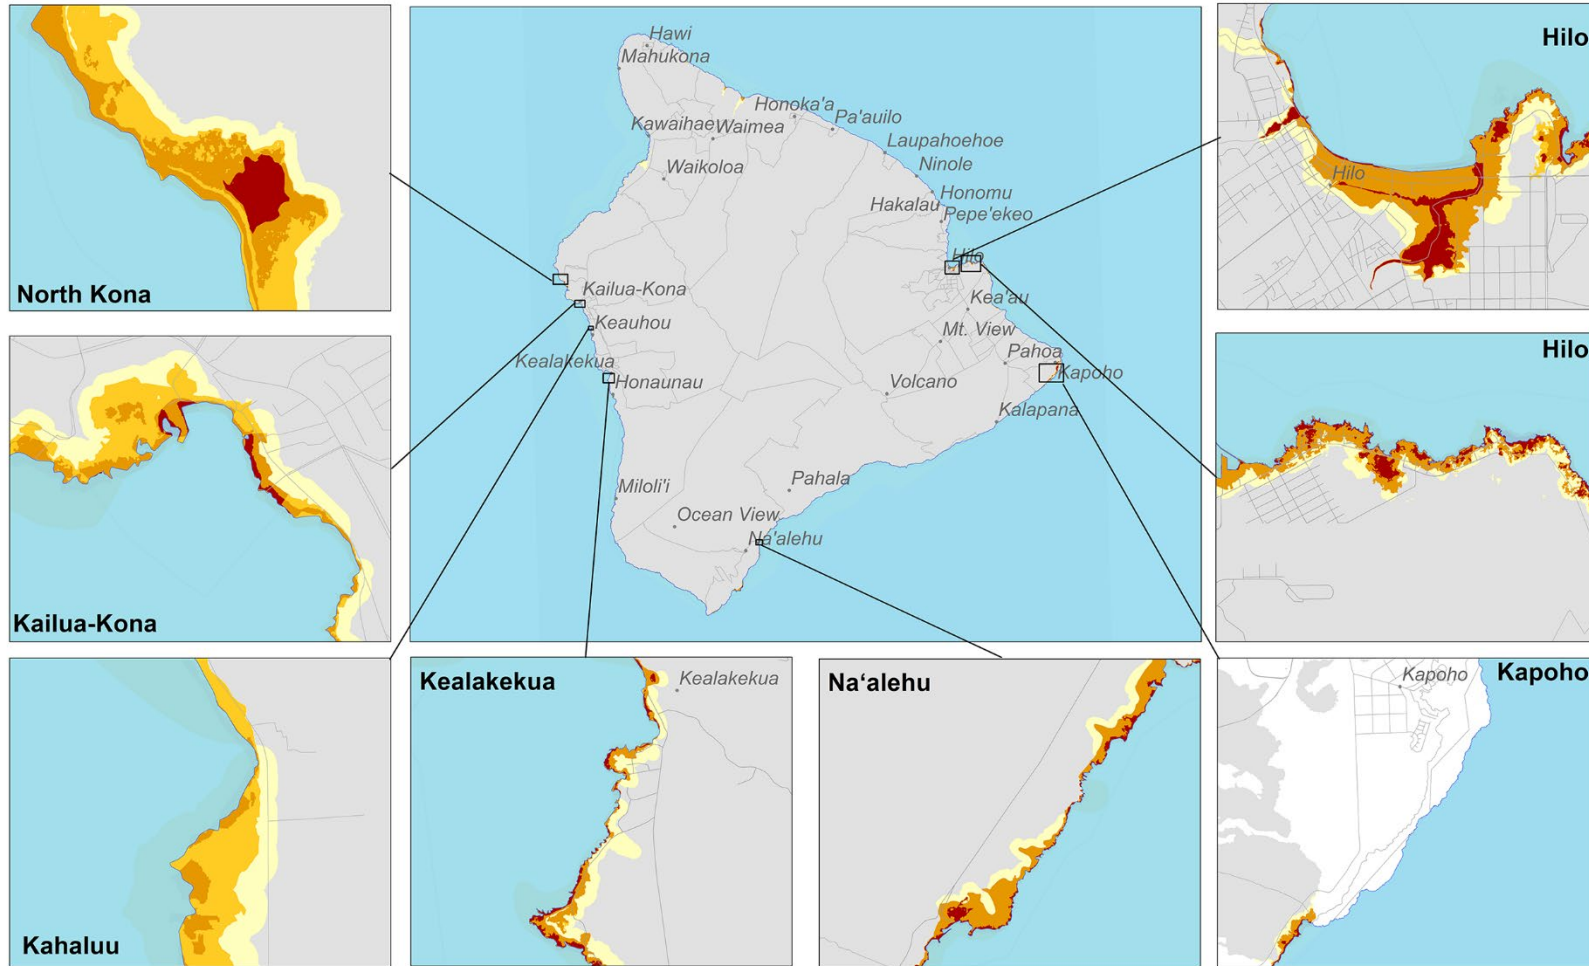 North Kona
Kailua-Kona
Kahaluu
Hawi
Mahukona
Honoka'a
Kawaihae
Waimea
Pa'auilo
Laupahoehoe
Waikoloa
Ninole
Honomu
Hakalau
Pepe'ekeo
Hilo
Kailua-Kona
Kea'au
Keauhou
Mt. View
Kealakekua
Pahoa
Honaunau
Volcano
Kapoho
Kalapana
Miloli'i
Pahala
Ocean View
Na'alehu
Hilo
Hilo
Hilo
Kealakekua
Kealakekua
Na‘alehu
Kapoho
Kapoho